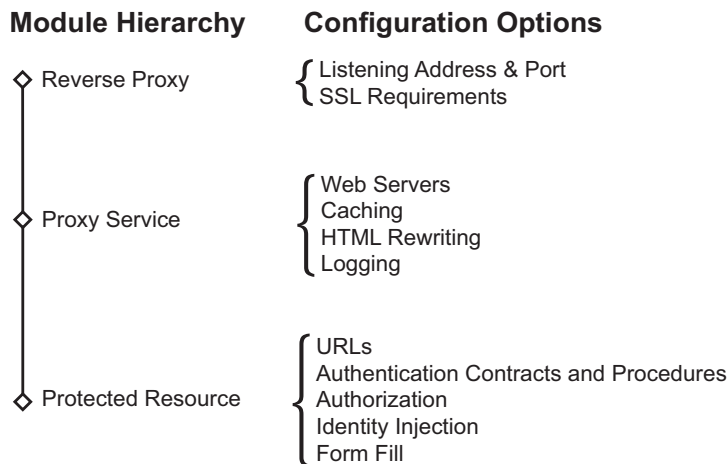 Module Hierarchy Configuration Options
Reverse Proxy
Listening Address & Port
SSL Requirements
Proxy Service
Web Servers
Caching
HTML Rewriting
Logging
Protected Resource
URLs
Authentication Contracts and Procedures
Authorization
Identity Injection
Form Fill